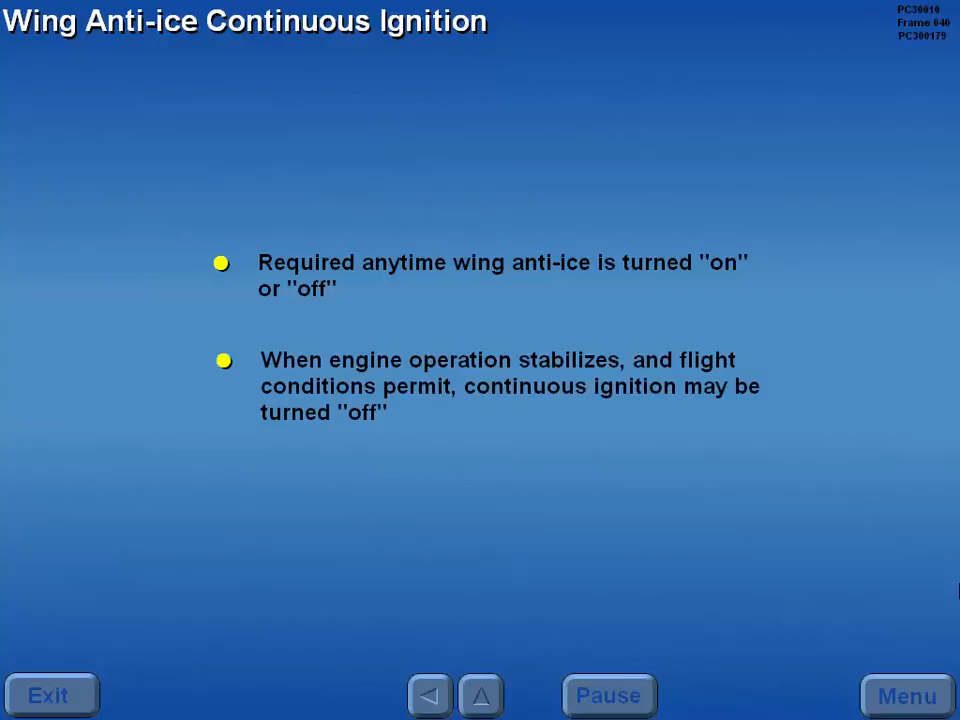 Wing Anti-ice Continuous Ignition
PC30010
Frame 040
PC300179
Required anytime wing anti-ice is turned "on"
or "off"
When engine operation stabilizes, and flight
conditions permit, continuous ignition may be
turned "off"
Exit
Pause
Menu